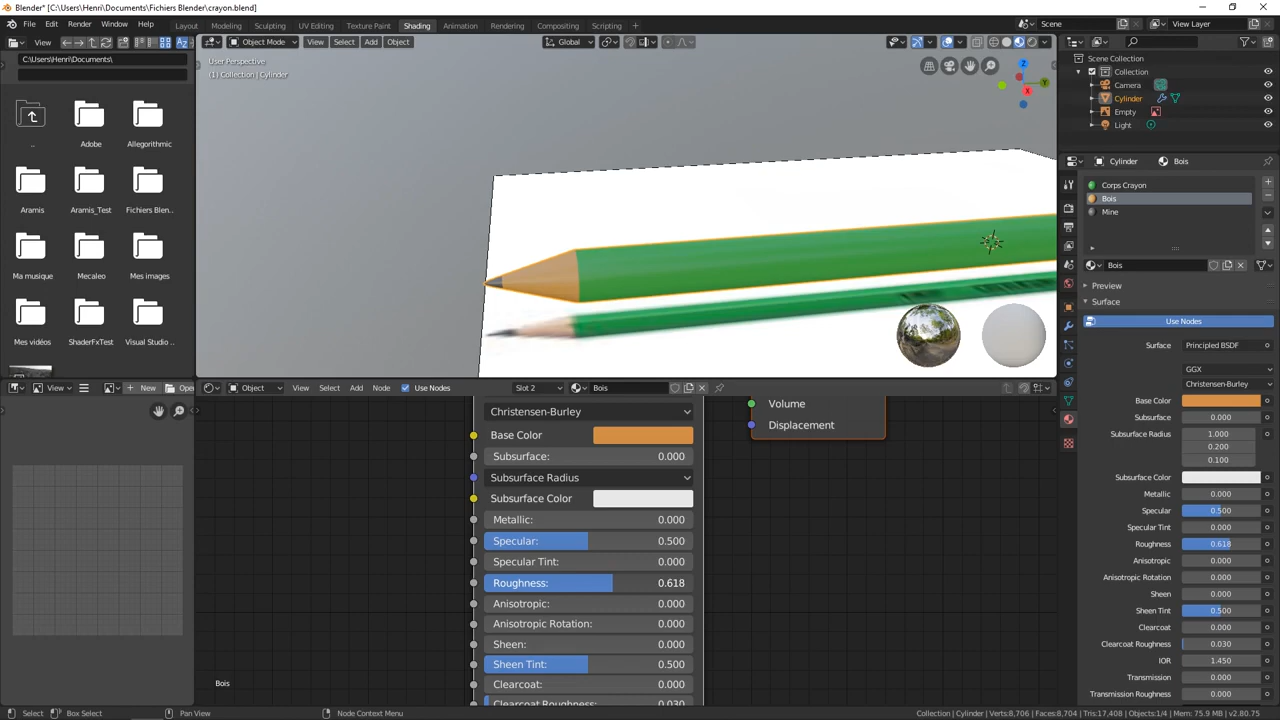 Blender* [C:\Users\Henri\Documents\Fichiers Blender\crayon.blend]
File Edit Render Window Help Layout Modeling Sculpting UV Editing Texture Paint Shading Animation Rendering Compositing Scripting Scene View Layer
View Object Mode View Select Add Object Global
C:\Users\Henri\Documents\
User Perspective
(1) Collection | Cylinder
Z
Y
X
..
Adobe
Allegorithmic
Aramis
Aramis_Test
Fichiers Blen..
Ma musique
Mecaleo
Mes images
Mes vidéos
ShaderFxTest
Visual Studio ..
Scene Collection
Collection
Camera
Cylinder
Empty
Light
Cylinder Bois
Corps Crayon
Bois
Mine
Bois
Preview
Surface
Use Nodes
Surface Principled BSDF
GGX
Christensen-Burley
Base Color
Subsurface 0.000
Subsurface Radius 1.000
0.200
0.100
Subsurface Color
Metallic 0.000
Specular 0.500
Specular Tint 0.000
Roughness 0.618
Anisotropic 0.000
Anisotropic Rotation 0.000
Sheen 0.000
Sheen Tint 0.500
Clearcoat 0.000
Clearcoat Roughness 0.030
IOR 1.450
Transmission 0.000
Transmission Roughness 0.000
View New Open
Object View Select Add Node Use Nodes Slot 2 Bois
Christensen-Burley
Base Color
Subsurface: 0.000
Subsurface Radius
Subsurface Color
Metallic: 0.000
Specular: 0.500
Specular Tint: 0.000
Roughness: 0.618
Anisotropic: 0.000
Anisotropic Rotation: 0.000
Sheen: 0.000
Sheen Tint: 0.500
Clearcoat: 0.000
Clearcoat Roughness: 0.030
Volume
Displacement
Bois
Select Box Select Pan View Node Context Menu
Collection | Cylinder | Verts:8,706 | Faces:8,704 | Tris:17,408 | Objects:1/4 | Mem: 75.9 MB | v2.80.75